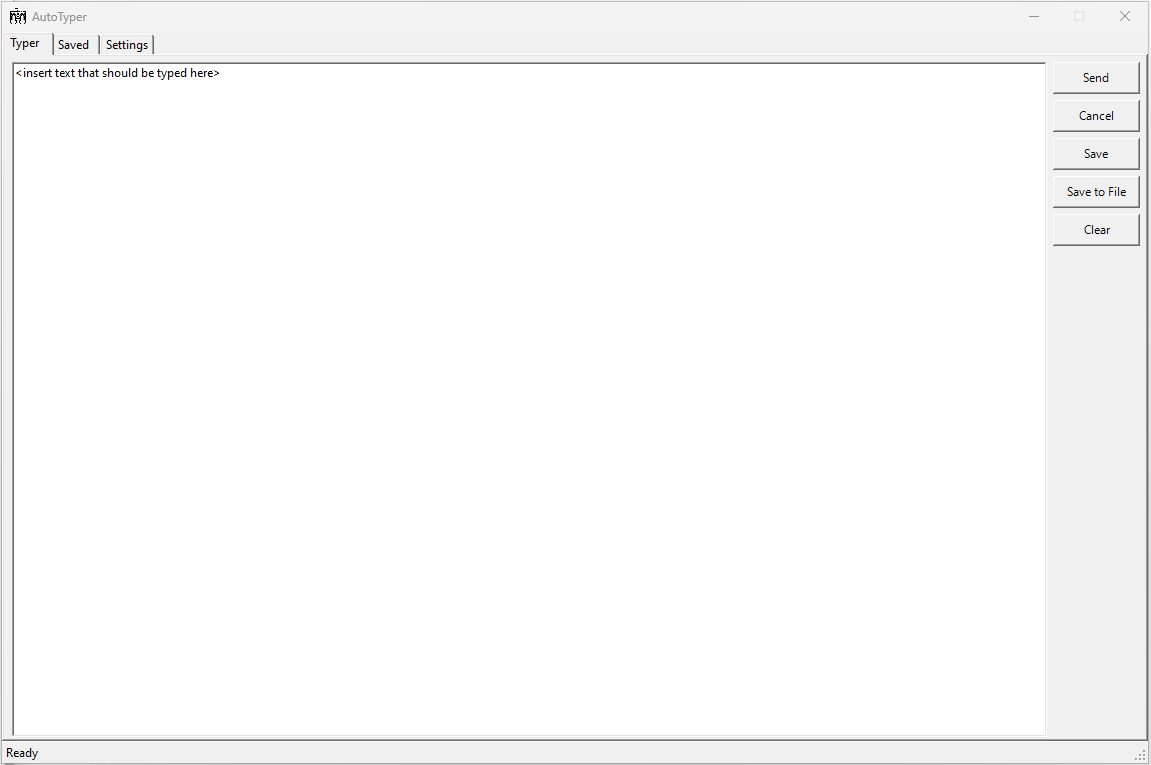 AutoTyper
Typer Saved Settings
<insert text that should be typed here>
Send
Cancel
Save
Save to File
Clear
Ready